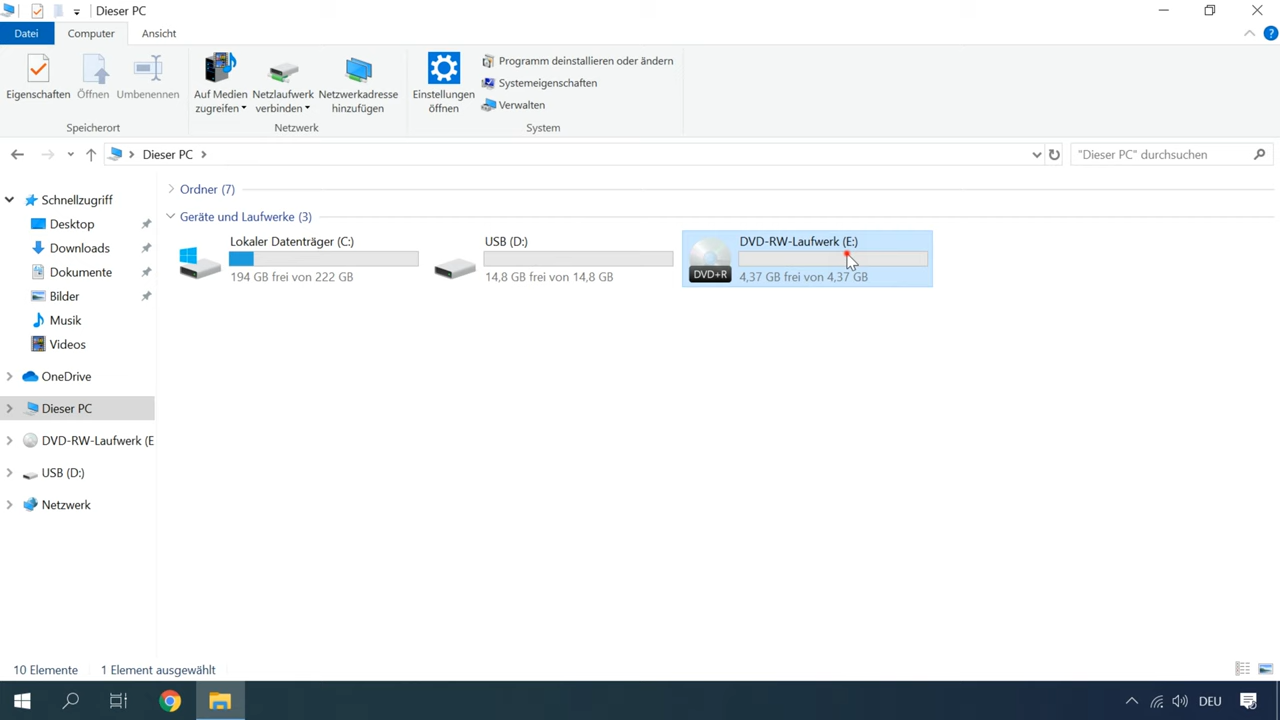 Dieser PC
Datei Computer Ansicht
Eigenschaften Öffnen Umbenennen
Speicherort
Auf Medien zugreifen
Netzlaufwerk verbinden
Netzwerkadresse hinzufügen
Netzwerk
Einstellungen öffnen
Programm deinstallieren oder ändern
Systemeigenschaften
Verwalten
System
Dieser PC
"Dieser PC" durchsuchen
Schnellzugriff
Desktop
Downloads
Dokumente
Bilder
Musik
Videos
OneDrive
Dieser PC
DVD-RW-Laufwerk (E
USB (D:)
Netzwerk
Ordner (7)
Geräte und Laufwerke (3)
Lokaler Datenträger (C:)
194 GB frei von 222 GB
USB (D:)
14,8 GB frei von 14,8 GB
DVD+R
DVD-RW-Laufwerk (E:)
4,37 GB frei von 4,37 GB
10 Elemente 1 Element ausgewählt
DEU